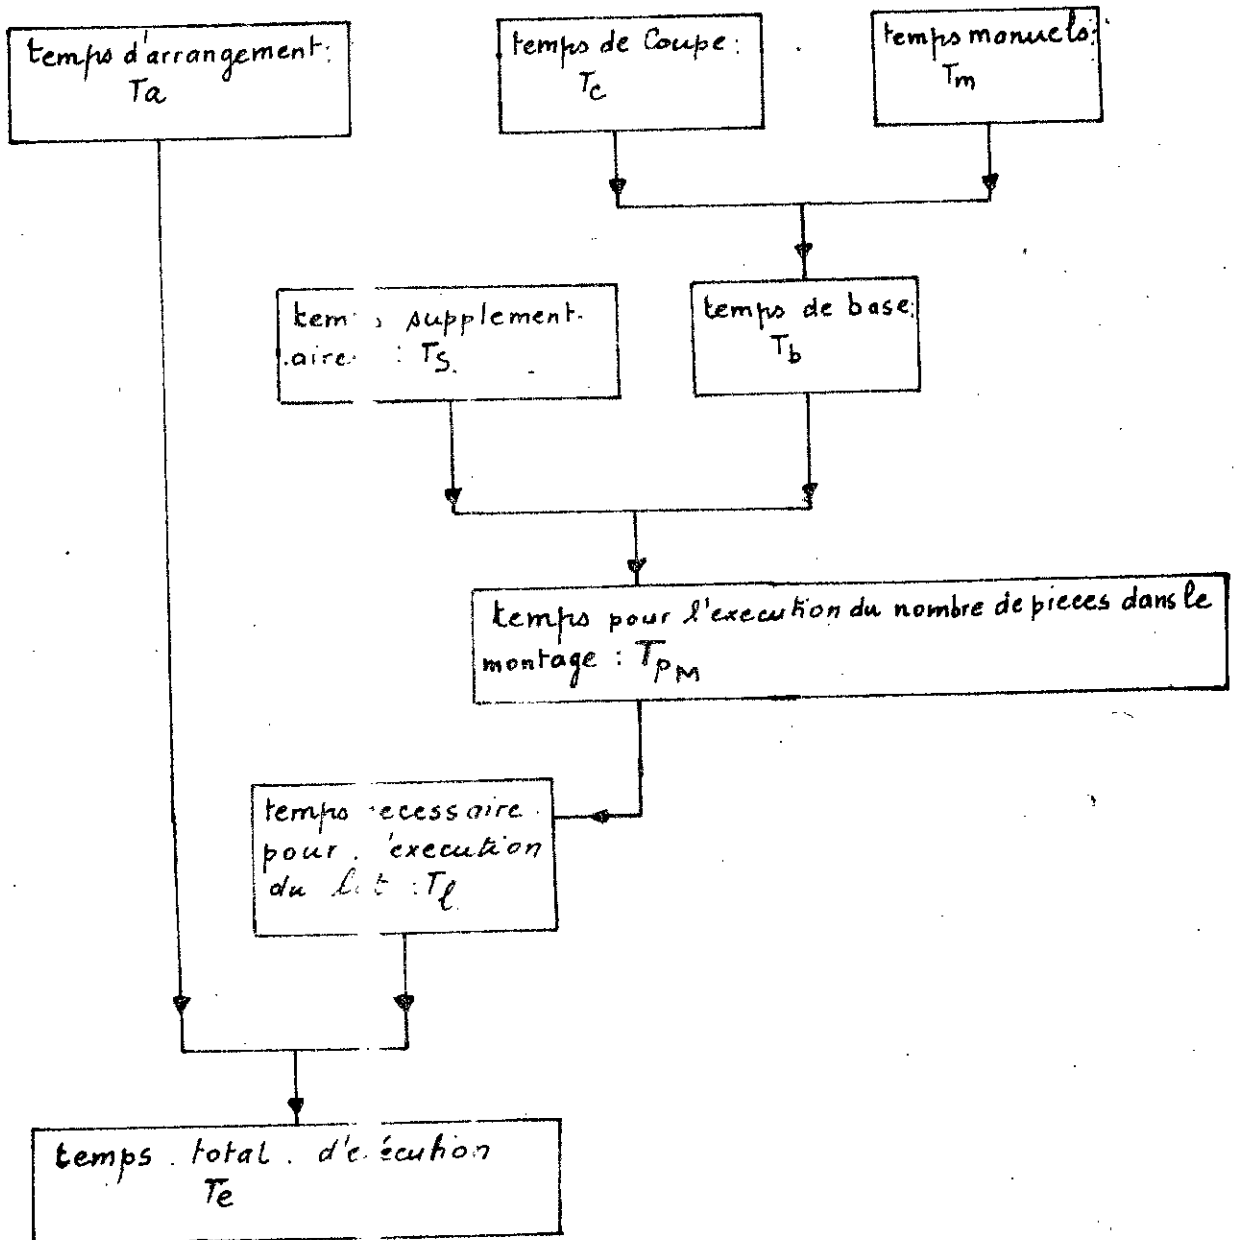 temps d'arrangement:
Ta
temps de Coupe:
Tc
temps manuels:
Tm
supplement.
aire : Ts.
temps de base:
Tb
temps pour l'execution du nombre de pieces dans le
montage : TpM
temps
pour execution
du : Tl
temps total
Te